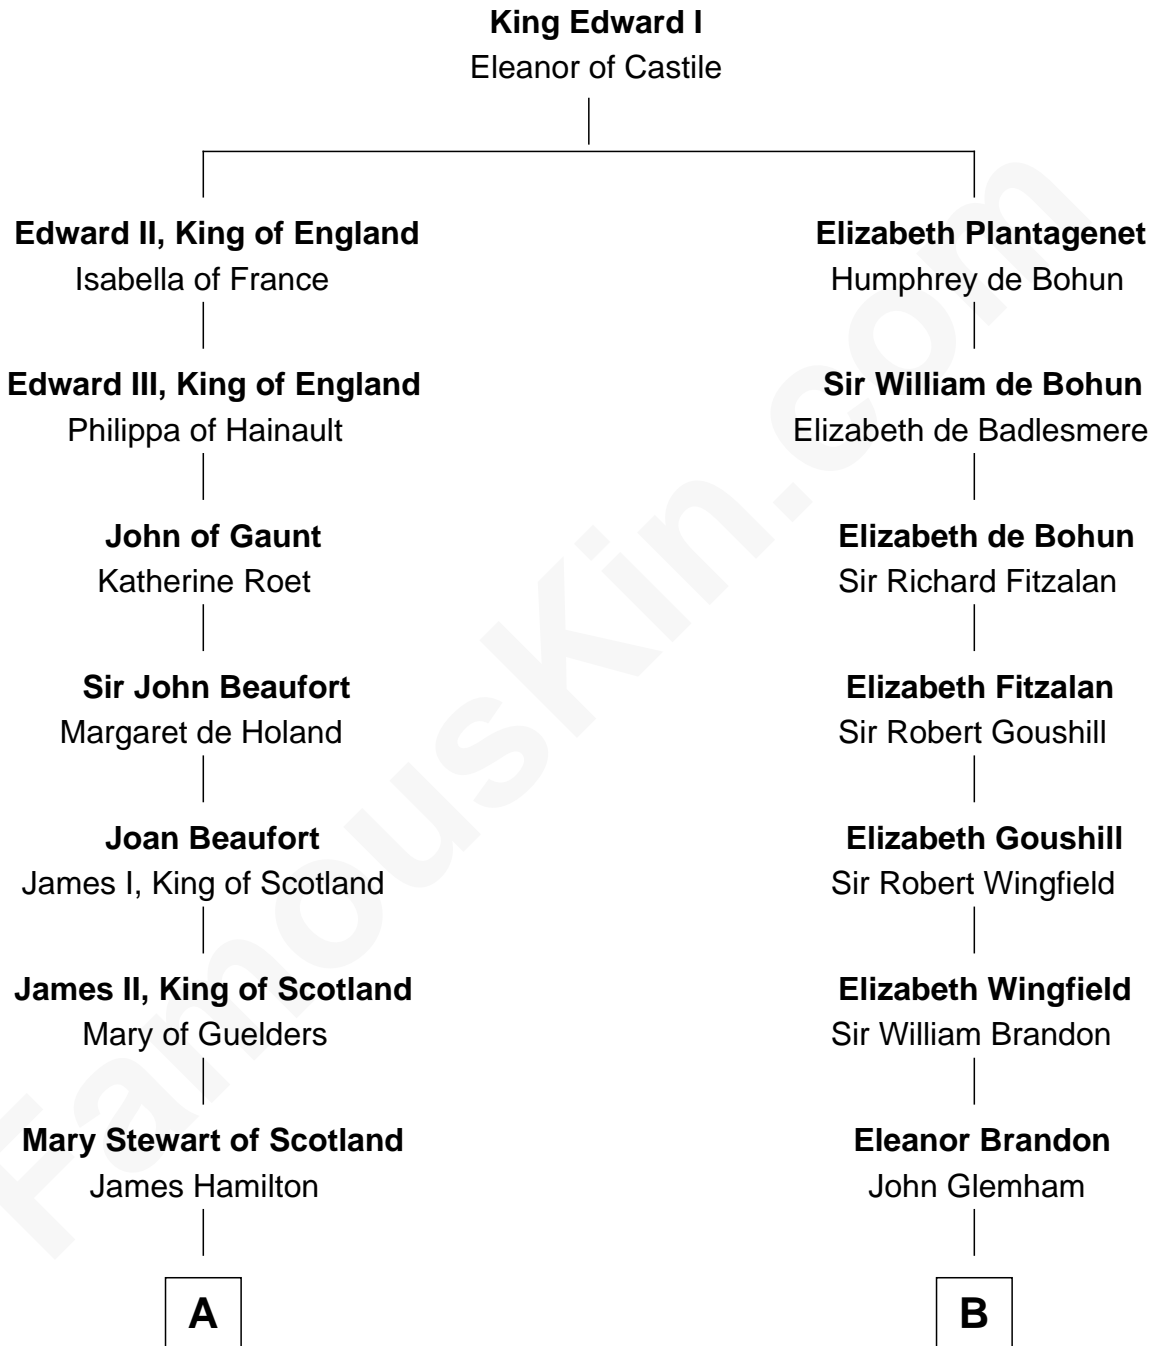 King Edward I
Eleanor of Castile
Edward II, King of England
Isabella of France
Edward III, King of England
Philippa of Hainault
John of Gaunt
Katherine Roet
Sir John Beaufort
Margaret de Holand
Joan Beaufort
James I, King of Scotland
James II, King of Scotland
Mary of Guelders
Mary Stewart of Scotland
James Hamilton
A
Elizabeth Plantagenet
Humphrey de Bohun
Sir William de Bohun
Elizabeth de Badlesmere
Elizabeth de Bohun
Sir Richard Fitzalan
Elizabeth Fitzalan
Sir Robert Goushill
Elizabeth Goushill
Sir Robert Wingfield
Elizabeth Wingfield
Sir William Brandon
Eleanor Brandon
John Glemham
B
FamousKin.com